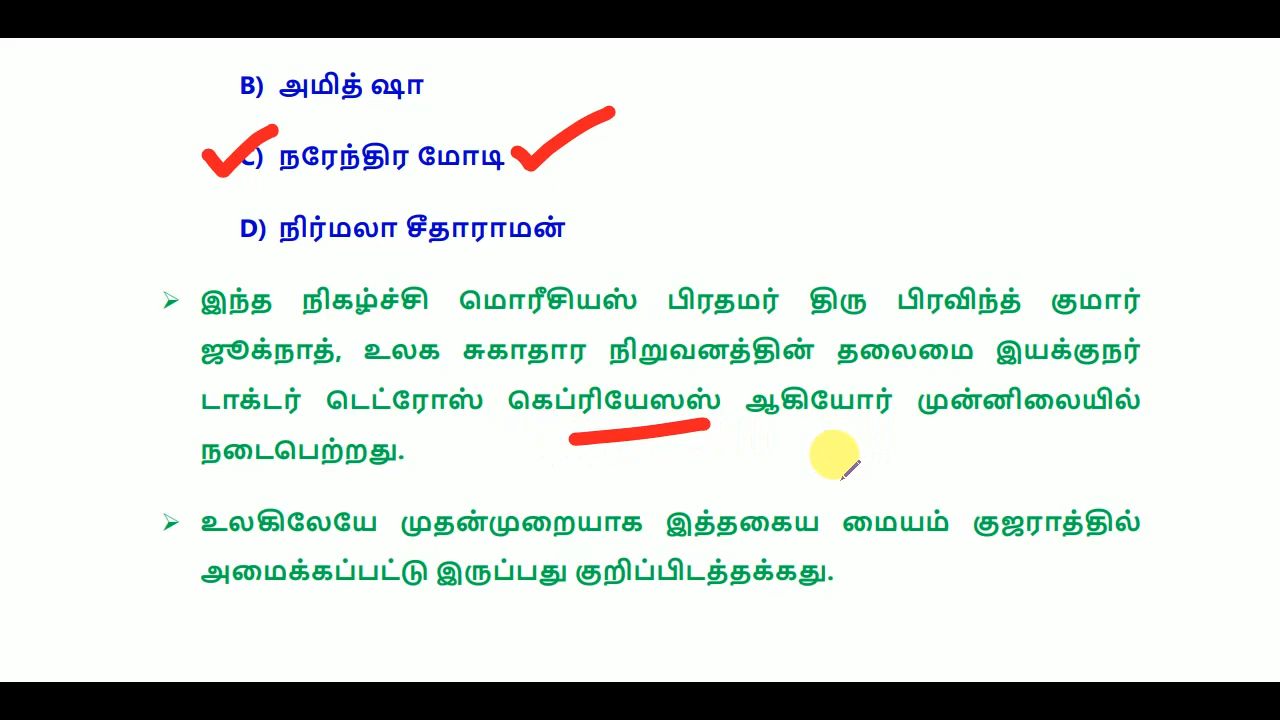 B) அமித் ஷா
C) நரேந்திர மோடி
D) நிர்மலா சீதாராமன்
➢ இந்த நிகழ்ச்சி மொரீசியஸ் பிரதமர் திரு பிரவிந்த் குமார்
ஜூக்நாத், உலக சுகாதார நிறுவனத்தின் தலைமை இயக்குநர்
டாக்டர் டெட்ரோஸ் கெப்ரியேஸஸ் ஆகியோர் முன்னிலையில்
நடைபெற்றது.
➢ உலகிலேயே முதன்முறையாக இத்தகைய மையம் குஜராத்தில்
அமைக்கப்பட்டு இருப்பது குறிப்பிடத்தக்கது.